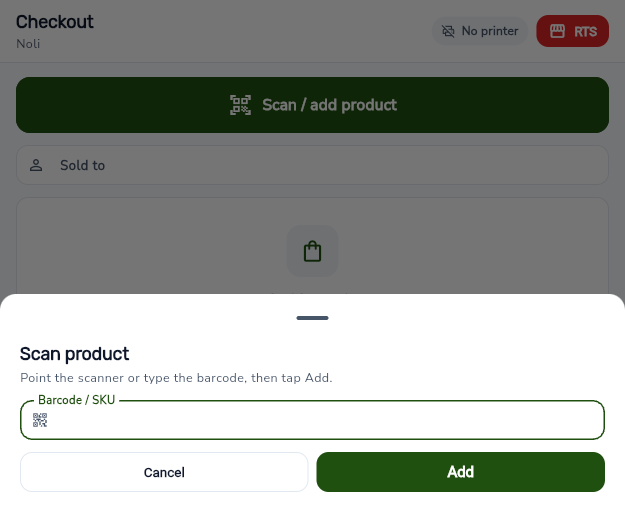 Checkout
Noli
No printer
RTS
Scan / add product
Sold to
Scan product
Point the scanner or type the barcode, then tap Add.
Barcode / SKU
Cancel
Add